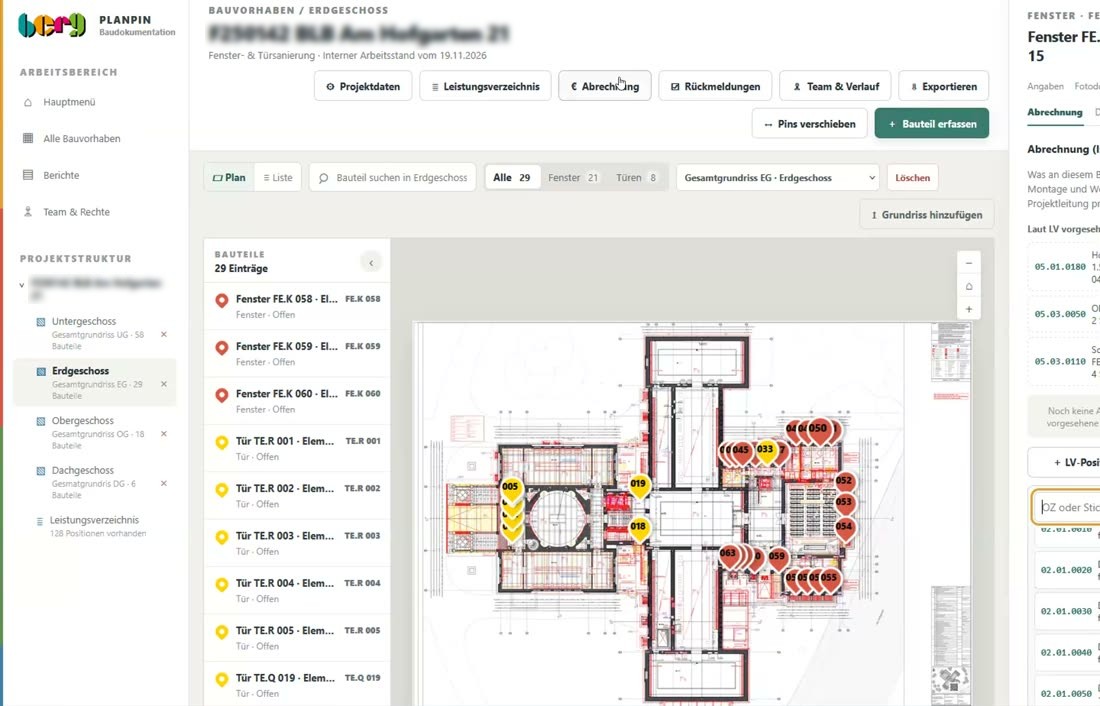 berg
PLANPIN
Baudokumentation
ARBEITSBEREICH
Hauptmenü
Alle Bauvorhaben
Berichte
Team & Rechte
PROJEKTSTRUKTUR
Untergeschoss
Gesamtgrundriss UG · 58
Bauteile
Erdgeschoss
Gesamtgrundriss EG · 29
Bauteile
Obergeschoss
Gesamtgrundriss OG · 18
Bauteile
Dachgeschoss
Gesmatgrundriss DG · 6
Bauteile
Leistungsverzeichnis
128 Positionen vorhanden
BAUVORHABEN / ERDGESCHOSS
Fenster- & Türsanierung · Interner Arbeitsstand vom 19.11.2026
Projektdaten
Leistungsverzeichnis
€ Abrechnung
Rückmeldungen
Team & Verlauf
Exportieren
↔ Pins verschieben
+ Bauteil erfassen
Plan
Liste
Bauteil suchen in Erdgeschoss
Alle 29
Fenster 21
Türen 8
Gesamtgrundriss EG · Erdgeschoss
Löschen
Grundriss hinzufügen
BAUTEILE
29 Einträge
Fenster FE.K 058 · El... FE.K 058
Fenster · Offen
Fenster FE.K 059 · El... FE.K 059
Fenster · Offen
Fenster FE.K 060 · El... FE.K 060
Fenster · Offen
Tür TE.R 001 · Elem... TE.R 001
Tür · Offen
Tür TE.R 002 · Elem... TE.R 002
Tür · Offen
Tür TE.R 003 · Elem... TE.R 003
Tür · Offen
Tür TE.R 004 · Elem... TE.R 004
Tür · Offen
Tür TE.R 005 · Elem... TE.R 005
Tür · Offen
Tür TE.Q 019 · Elem... TE.Q 019
Tür · Offen
050
045
033
052
005
019
053
018
054
063
059
055
FENSTER · FE
Fenster FE.
15
Angaben Fotodo
Abrechnung D
Abrechnung (I
Was an diesem B
Montage und We
Projektleitung pr
Laut LV vorgeseh
05.01.0180
05.03.0050
05.03.0110
Noch keine A
vorgesehene
+ LV-Posit
OZ oder Stic
02.01.0010
02.01.0020
02.01.0030
02.01.0040
02.01.0050